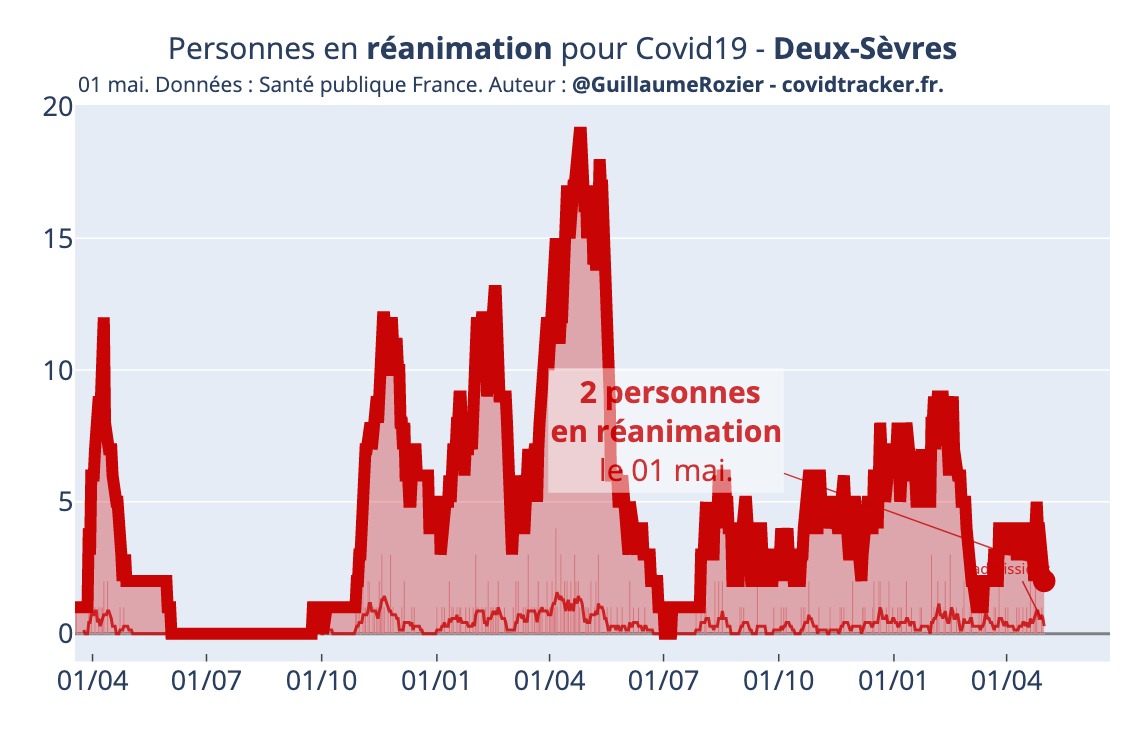 Personnes en réanimation pour Covid19 - Deux-Sèvres
01 mai. Données : Santé publique France. Auteur : @GuillaumeRozier - covidtracker.fr.
20
15
10
5
0
2 personnes
en réanimation
le 01 mai.
01/04 01/07 01/10 01/01 01/04 01/07 01/10 01/01 01/04